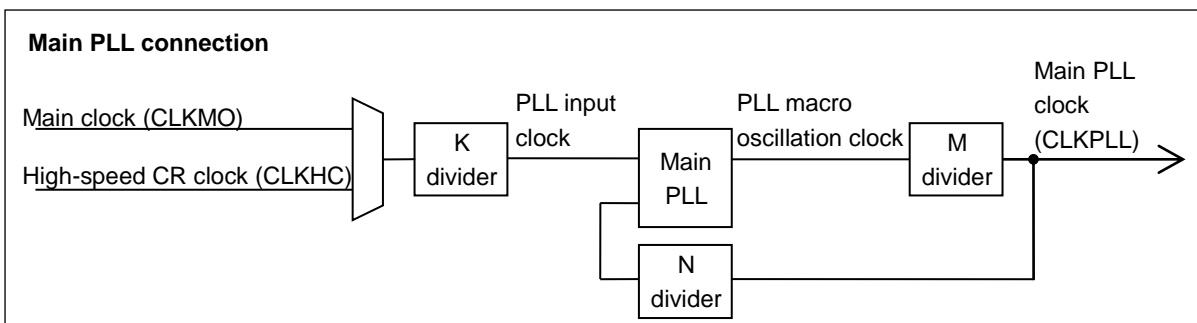 Main PLL connection
Main clock (CLKMO)
High-speed CR clock (CLKHC)
K
divider
PLL input
clock
Main
PLL
PLL macro
oscillation clock
M
divider
Main PLL
clock
(CLKPLL)
N
divider